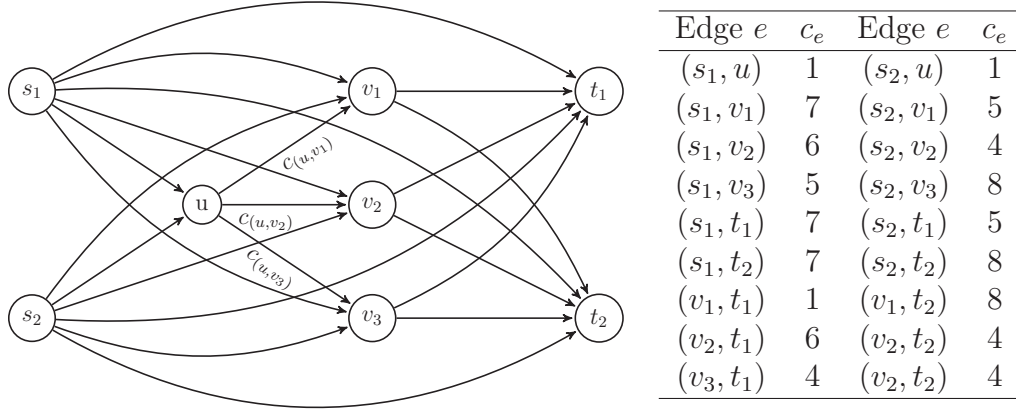 s₁
s₂
u
v₁
v₂
v₃
t₁
t₂
c₍u,v₁₎
c₍u,v₂₎
c₍u,v₃₎
Edge e cₑ Edge e cₑ
(s₁, u) 1 (s₂, u) 1
(s₁, v₁) 7 (s₂, v₁) 5
(s₁, v₂) 6 (s₂, v₂) 4
(s₁, v₃) 5 (s₂, v₃) 8
(s₁, t₁) 7 (s₂, t₁) 5
(s₁, t₂) 7 (s₂, t₂) 8
(v₁, t₁) 1 (v₁, t₂) 8
(v₂, t₁) 6 (v₂, t₂) 4
(v₃, t₁) 4 (v₂, t₂) 4